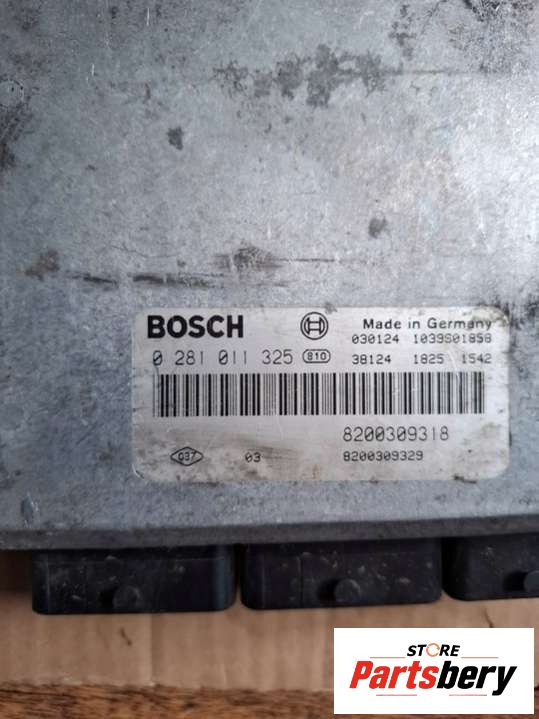 BOSCH
Made in Germany
030124 1039S01858
0 281 011 325 810
38124 1825 1542
8200309318
037 03 8200309329
STORE
Partsbery